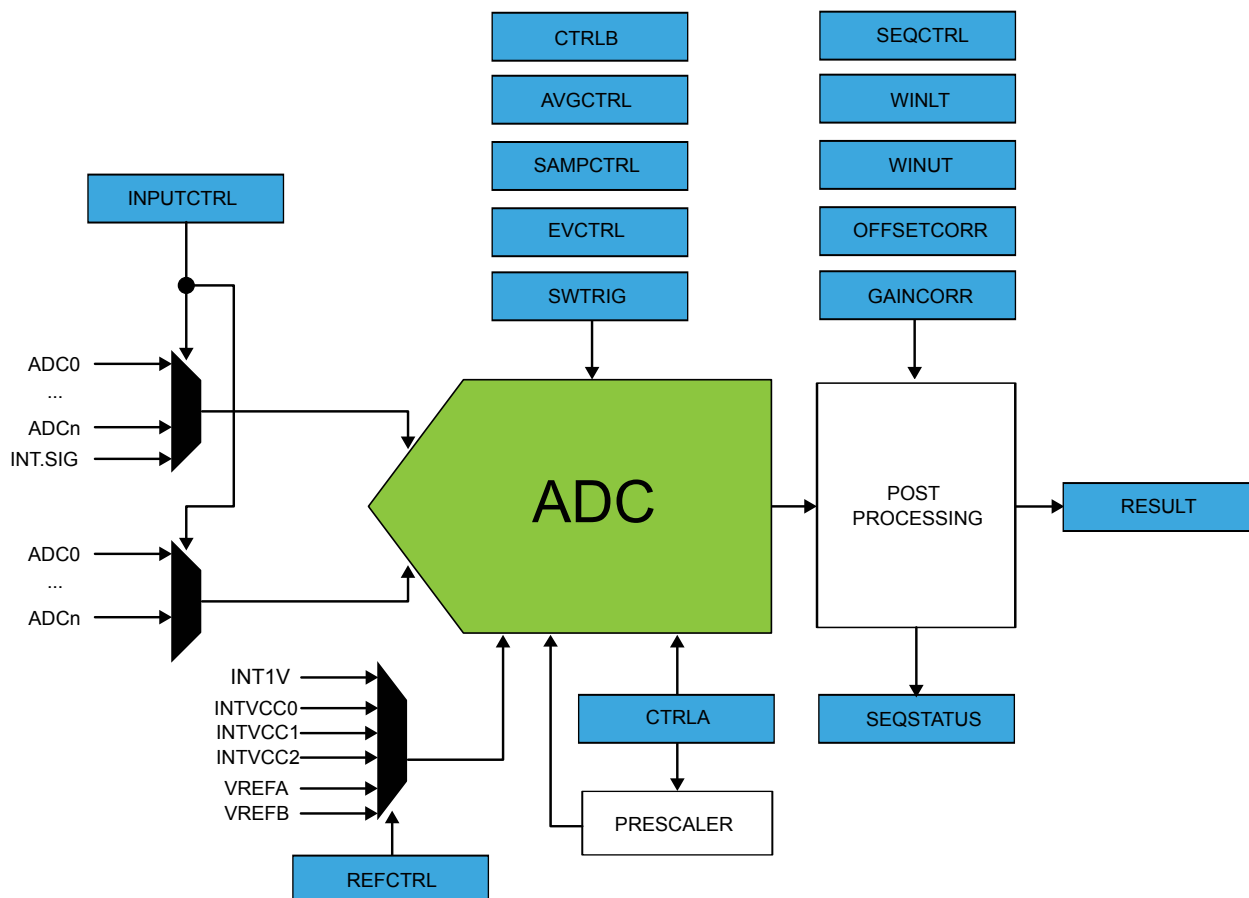 CTRLB
SEQCTRL
AVGCTRL
WINLT
SAMPCTRL
WINUT
INPUTCTRL
EVCTRL
OFFSETCORR
SWTRIG
GAINCORR
ADC0
...
ADCn
INT.SIG
ADC
POST
PROCESSING
RESULT
ADC0
...
ADCn
INT1V
INTVCC0
INTVCC1
INTVCC2
VREFA
VREFB
CTRLA
SEQSTATUS
PRESCALER
REFCTRL